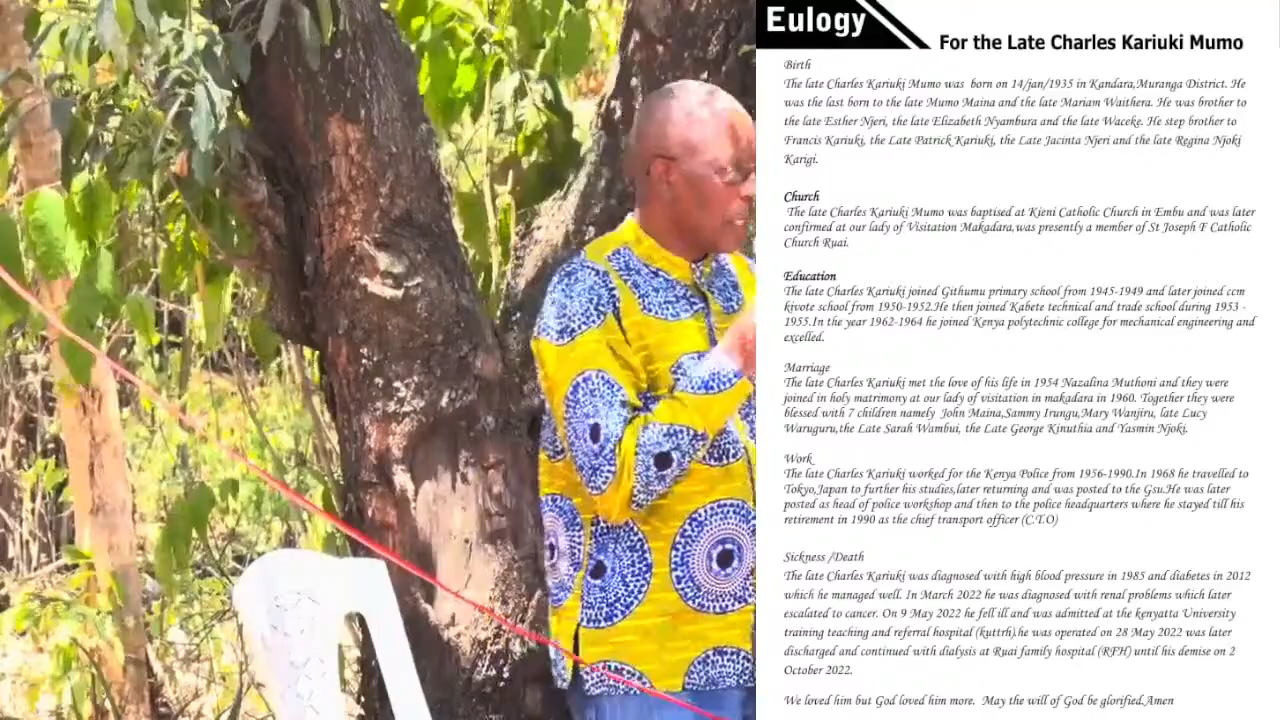 Eulogy
For the Late Charles Kariuki Mumo
Birth
The late Charles Kariuki Mumo was born on 14/jan/1935 in Kandara,Muranga District. He
was the last born to the late Mumo Maina and the late Mariam Waithera. He was brother to
the late Esther Njeri, the late Elizabeth Nyambura and the late Waceke. He step brother to
Francis Kariuki, the Late Patrick Kariuki, the Late Jacinta Njeri and the late Regina Njoki
Karigi.
Church
The late Charles Kariuki Mumo was baptised at Kieni Catholic Church in Embu and was later
confirmed at our lady of Visitation Makadara,was presently a member of St Joseph F Catholic
Church Ruai.
Education
The late Charles Kariuki joined Githumu primary school from 1945-1949 and later joined ccm
kivote school from 1950-1952.He then joined Kabete technical and trade school during 1953 -
1955.In the year 1962-1964 he joined Kenya polytechnic college for mechanical engineering and
excelled.
Marriage
The late Charles Kariuki met the love of his life in 1954 Nazalina Muthoni and they were
joined in holy matrimony at our lady of visitation in makadara in 1960. Together they were
blessed with 7 children namely John Maina,Sammy Irungu,Mary Wanjiru, late Lucy
Waruguru,the Late Sarah Wambui, the Late George Kinuthia and Yasmin Njoki.
Work
The late Charles Kariuki worked for the Kenya Police from 1956-1990.In 1968 he travelled to
Tokyo,Japan to further his studies,later returning and was posted to the Gsu.He was later
posted as head of police workshop and then to the police headquarters where he stayed till his
retirement in 1990 as the chief transport officer (C.T.O)
Sickness /Death
The late Charles Kariuki was diagnosed with high blood pressure in 1985 and diabetes in 2012
which he managed well. In March 2022 he was diagnosed with renal problems which later
escalated to cancer. On 9 May 2022 he fell ill and was admitted at the kenyatta University
training teaching and referral hospital (kuttrh).he was operated on 28 May 2022 was later
discharged and continued with dialysis at Ruai family hospital (RFH) until his demise on 2
October 2022.
We loved him but God loved him more. May the will of God be glorified.Amen